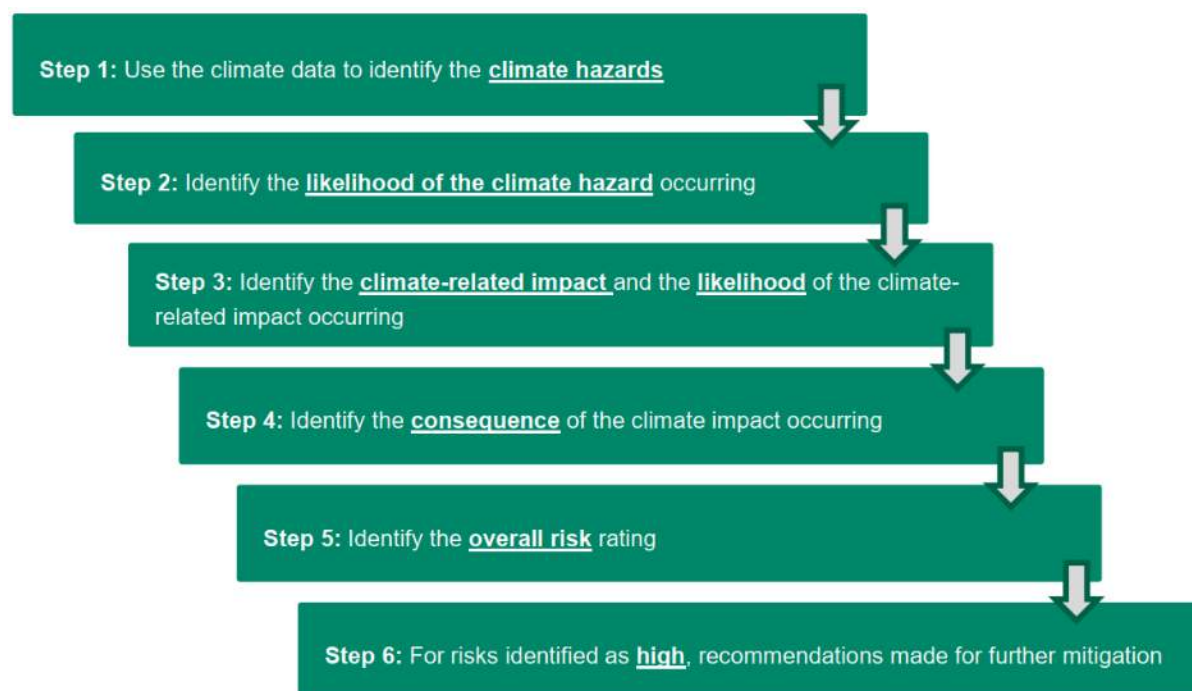 Step 1: Use the climate data to identify the climate hazards
Step 2: Identify the likelihood of the climate hazard occurring
Step 3: Identify the climate-related impact and the likelihood of the climate-
related impact occurring
Step 4: Identify the consequence of the climate impact occurring
Step 5: Identify the overall risk rating
Step 6: For risks identified as high, recommendations made for further mitigation